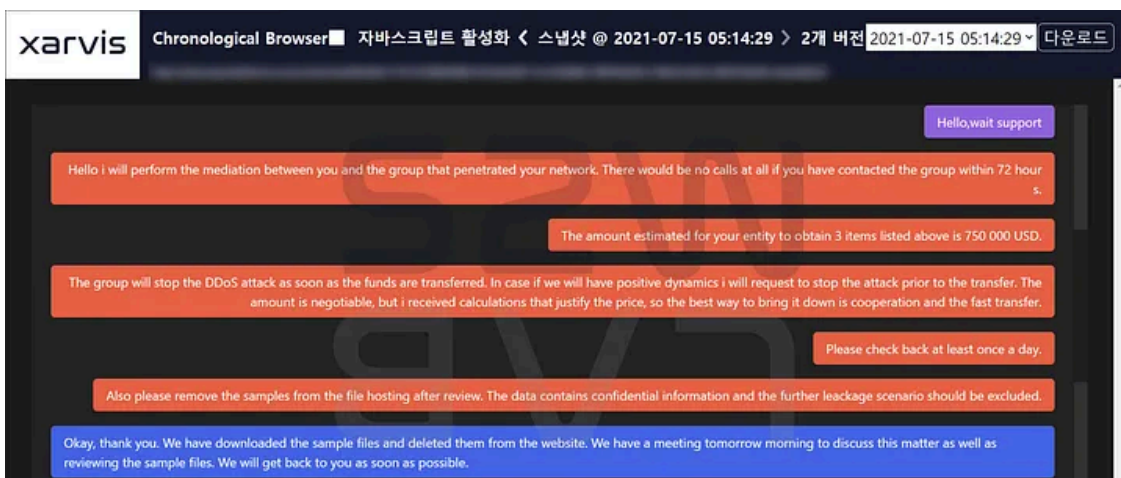 xarvis
Chronological Browser 자바스크립트 활성화 < 스냅샷 @ 2021-07-15 05:14:29 > 2개 버전 2021-07-15 05:14:29 다운로드
Hello,wait support
Hello i will perform the mediation between you and the group that penetrated your network. There would be no calls at all if you have contacted the group within 72 hour
s.
The amount estimated for your entity to obtain 3 items listed above is 750 000 USD.
The group will stop the DDoS attack as soon as the funds are transferred. In case if we will have positive dynamics i will request to stop the attack prior to the transfer. The
amount is negotiable, but i received calculations that justify the price, so the best way to bring it down is cooperation and the fast transfer.
Please check back at least once a day.
Also please remove the samples from the file hosting after review. The data contains confidential information and the further leackage scenario should be excluded.
Okay, thank you. We have downloaded the sample files and deleted them from the website. We have a meeting tomorrow morning to discuss this matter as well as
reviewing the sample files. We will get back to you as soon as possible.
S2W
LAB